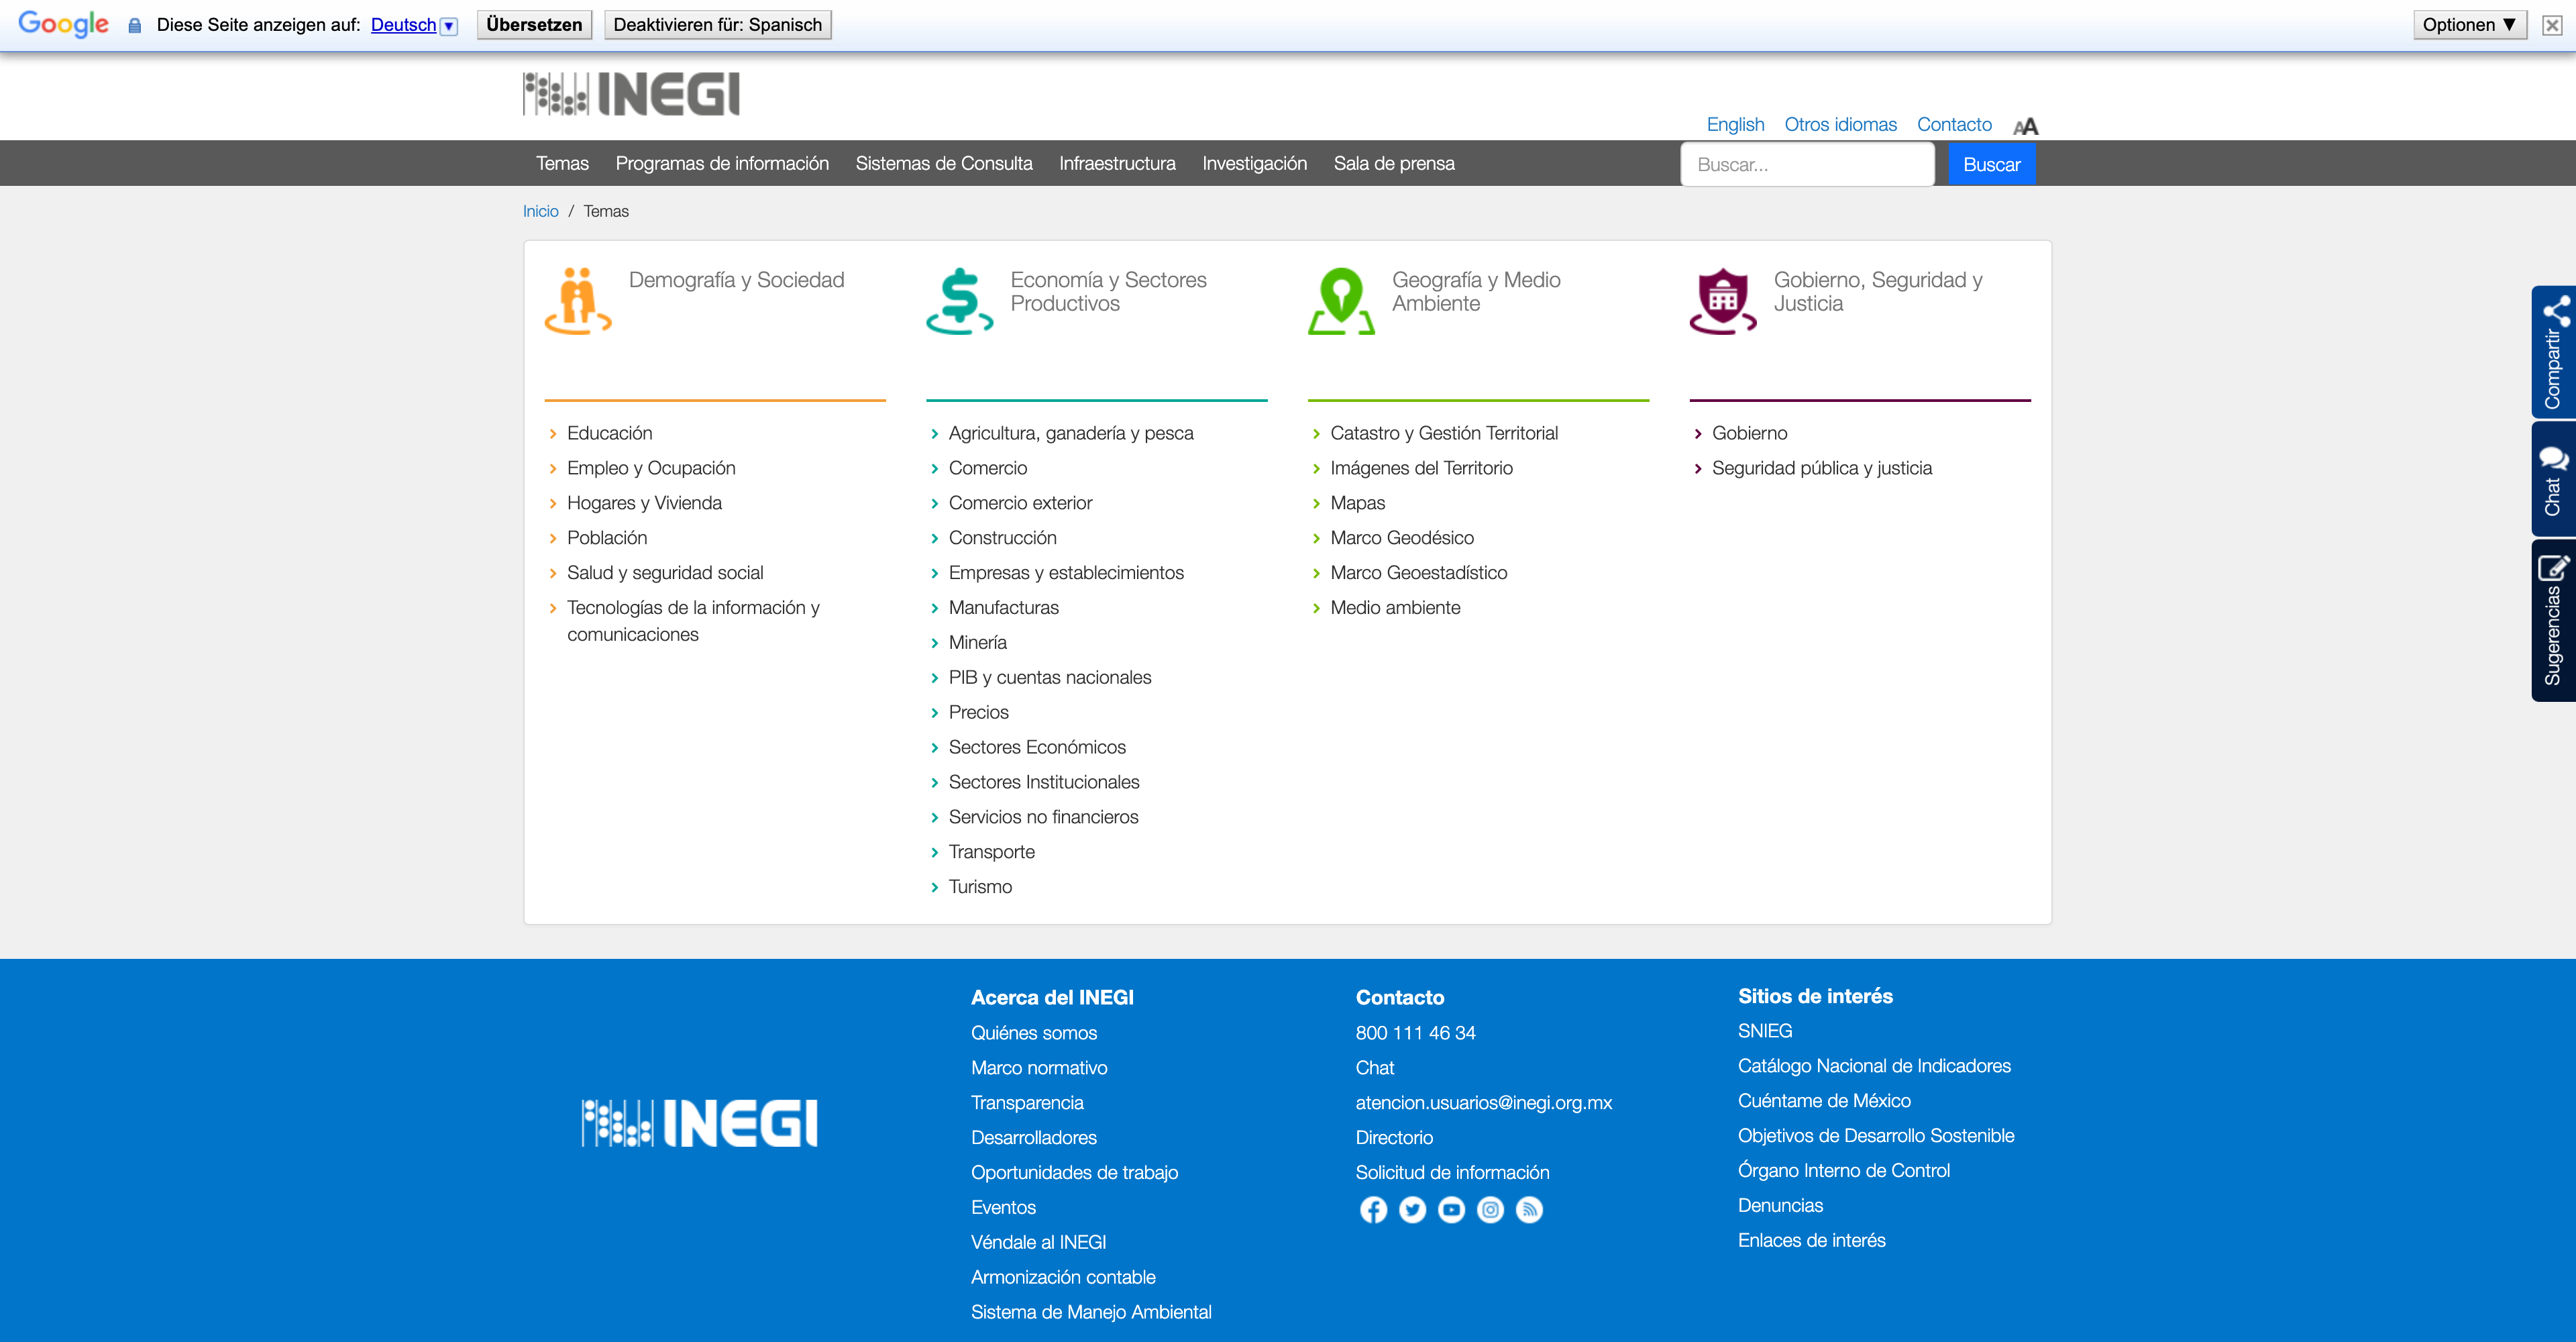 Google Diese Seite anzeigen auf: Deutsch ▼ Übersetzen Deaktivieren für: Spanisch Optionen ▼
INEGI
English Otros idiomas Contacto AA
Temas Programas de información Sistemas de Consulta Infraestructura Investigación Sala de prensa Buscar... Buscar
Inicio / Temas
Demografía y Sociedad
Educación
Empleo y Ocupación
Hogares y Vivienda
Población
Salud y seguridad social
Tecnologías de la información y
comunicaciones
Economía y Sectores
Productivos
Agricultura, ganadería y pesca
Comercio
Comercio exterior
Construcción
Empresas y establecimientos
Manufacturas
Minería
PIB y cuentas nacionales
Precios
Sectores Económicos
Sectores Institucionales
Servicios no financieros
Transporte
Turismo
Geografía y Medio
Ambiente
Catastro y Gestión Territorial
Imágenes del Territorio
Mapas
Marco Geodésico
Marco Geoestadístico
Medio ambiente
Gobierno, Seguridad y
Justicia
Gobierno
Seguridad pública y justicia
Compartir
Chat
Sugerencias
INEGI
Acerca del INEGI
Quiénes somos
Marco normativo
Transparencia
Desarrolladores
Oportunidades de trabajo
Eventos
Véndale al INEGI
Armonización contable
Sistema de Manejo Ambiental
Contacto
800 111 46 34
Chat
atencion.usuarios@inegi.org.mx
Directorio
Solicitud de información
Sitios de interés
SNIEG
Catálogo Nacional de Indicadores
Cuéntame de México
Objetivos de Desarrollo Sostenible
Órgano Interno de Control
Denuncias
Enlaces de interés